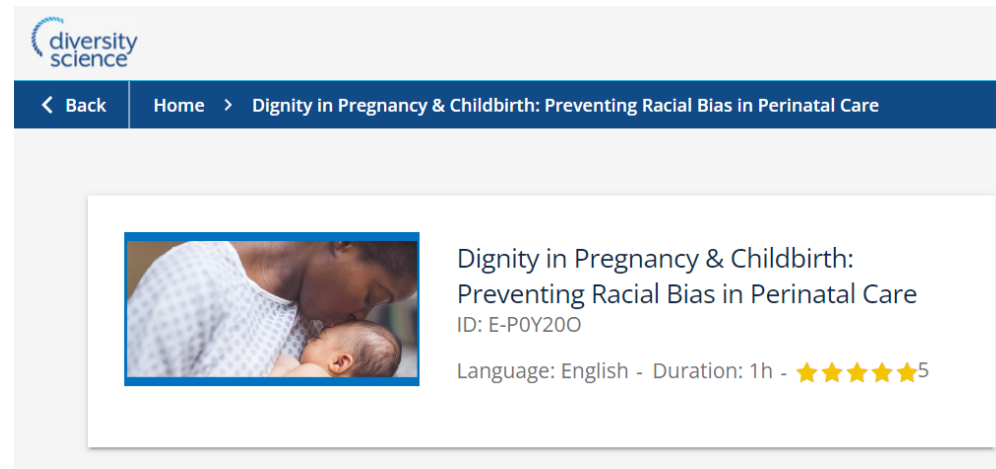 diversity
science
Back
Home > Dignity in Pregnancy & Childbirth: Preventing Racial Bias in Perinatal Care
Dignity in Pregnancy & Childbirth:
Preventing Racial Bias in Perinatal Care
ID: E-P0Y20O
Language: English - Duration: 1h - 5